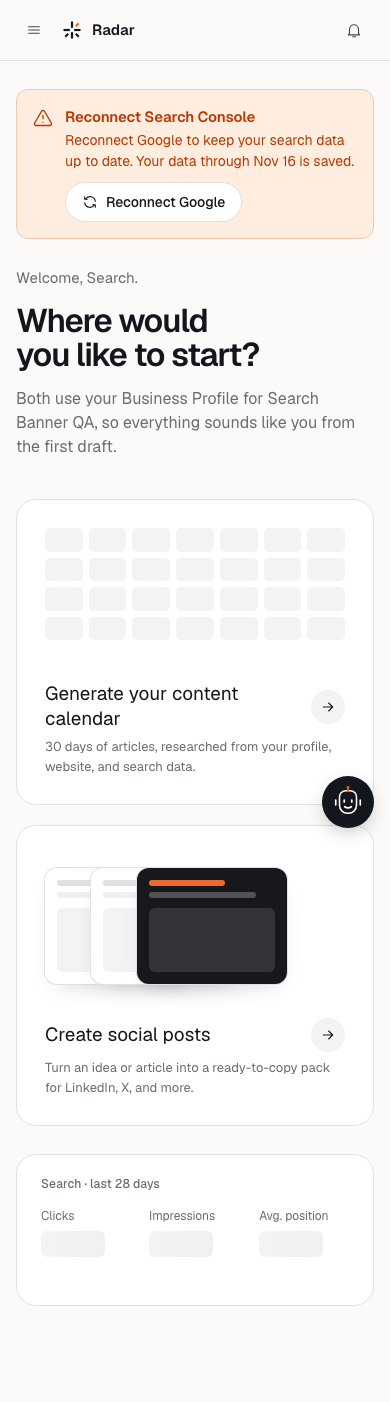 Radar
Reconnect Search Console
Reconnect Google to keep your search data
up to date. Your data through Nov 16 is saved.
Reconnect Google
Welcome, Search.
Where would
you like to start?
Both use your Business Profile for Search
Banner QA, so everything sounds like you from
the first draft.
Generate your content
calendar
30 days of articles, researched from your profile,
website, and search data.
Create social posts
Turn an idea or article into a ready-to-copy pack
for LinkedIn, X, and more.
Search · last 28 days
Clicks Impressions Avg. position